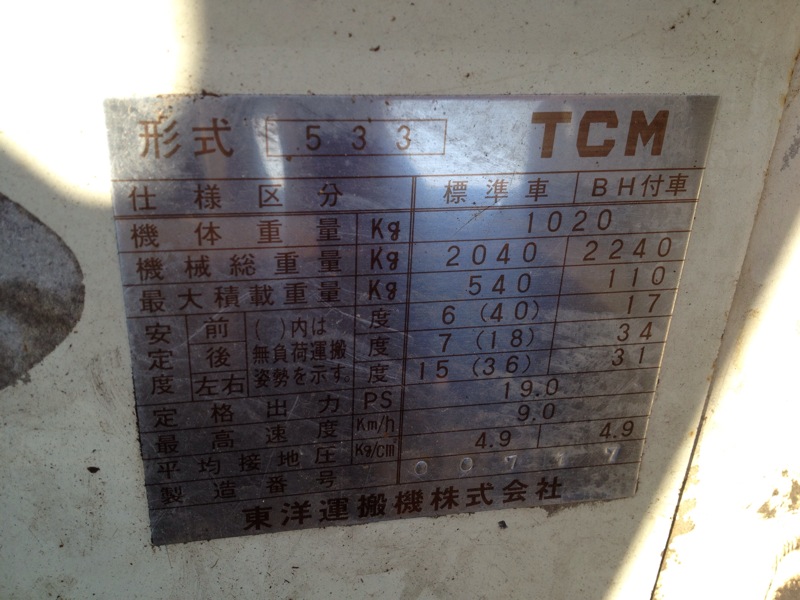 形式 533 TCM
仕様区分 標準車 BH付車
機体重量 Kg 1020
機械総重量 Kg 2040 2240
最大積載重量 Kg 540 110
安定度 前 ( )内は無負荷運搬姿勢を示す。 度 6 (40) 17
後 度 7 (18) 34
左右 度 15 (36) 31
定格出力 PS 19.0
最高速度 Km/h 9.0
平均接地圧 Kg/cm² 4.9 4.9
製造番号 00717
東洋運搬機株式会社